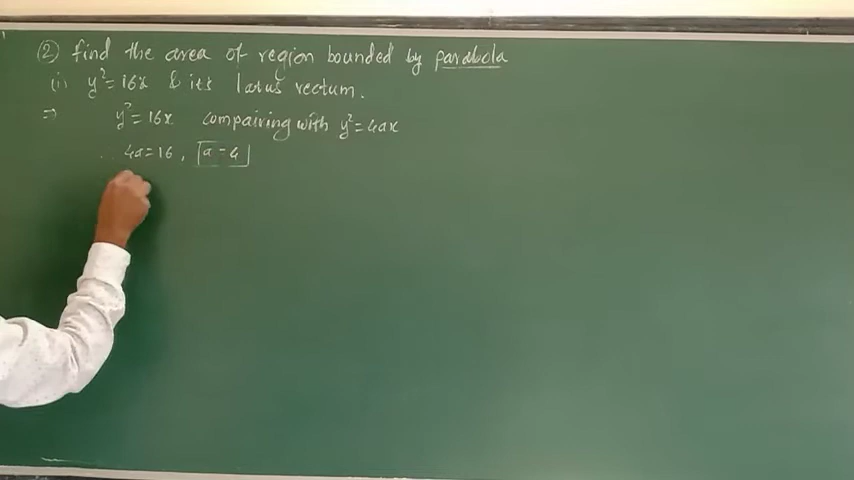 ② find the area of region bounded by parabola
(i) y² = 16x & its latus rectum.
⇒ y² = 16x compairing with y² = 4ax
∴ 4a = 16, a = 4